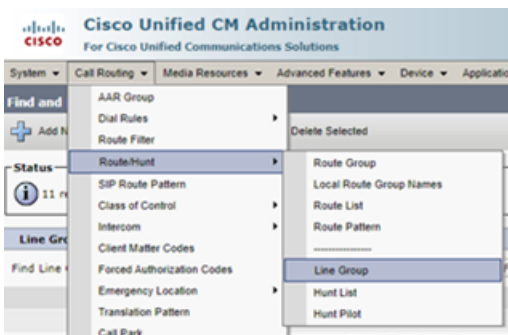 CISCO
Cisco Unified CM Administration
For Cisco Unified Communications Solutions
System Call Routing Media Resources Advanced Features Device
Find and
Add N
Delete Selected
Status
11 re
Line Gro
Find Line
AAR Group
Dial Rules
Route Filter
Route/Hunt
SIP Route Pattern
Class of Control
Intercom
Client Matter Codes
Forced Authorization Codes
Emergency Location
Translation Pattern
Call Park
Route Group
Local Route Group Names
Route List
Route Pattern
----------------
Line Group
Hunt List
Hunt Pilot